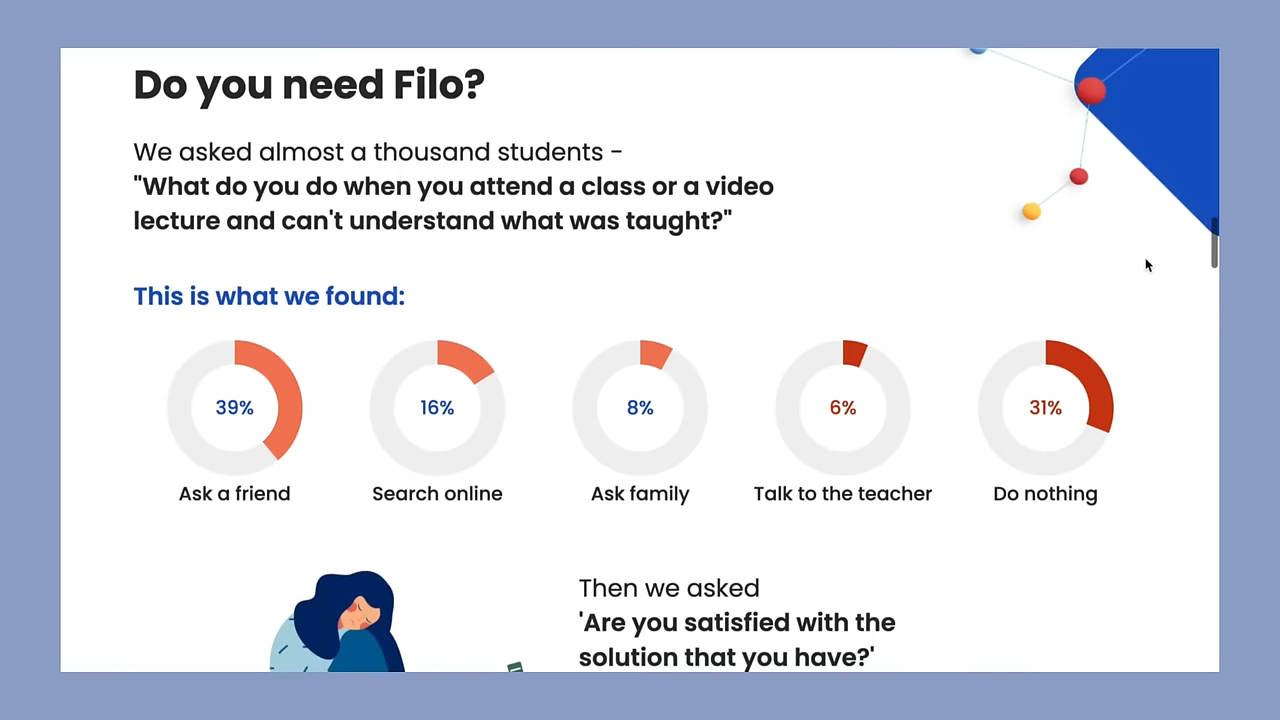 Do you need Filo?
We asked almost a thousand students -
"What do you do when you attend a class or a video
lecture and can't understand what was taught?"
This is what we found:
39%
16%
8%
6%
31%
Ask a friend
Search online
Ask family
Talk to the teacher
Do nothing
Then we asked
'Are you satisfied with the
solution that you have?'